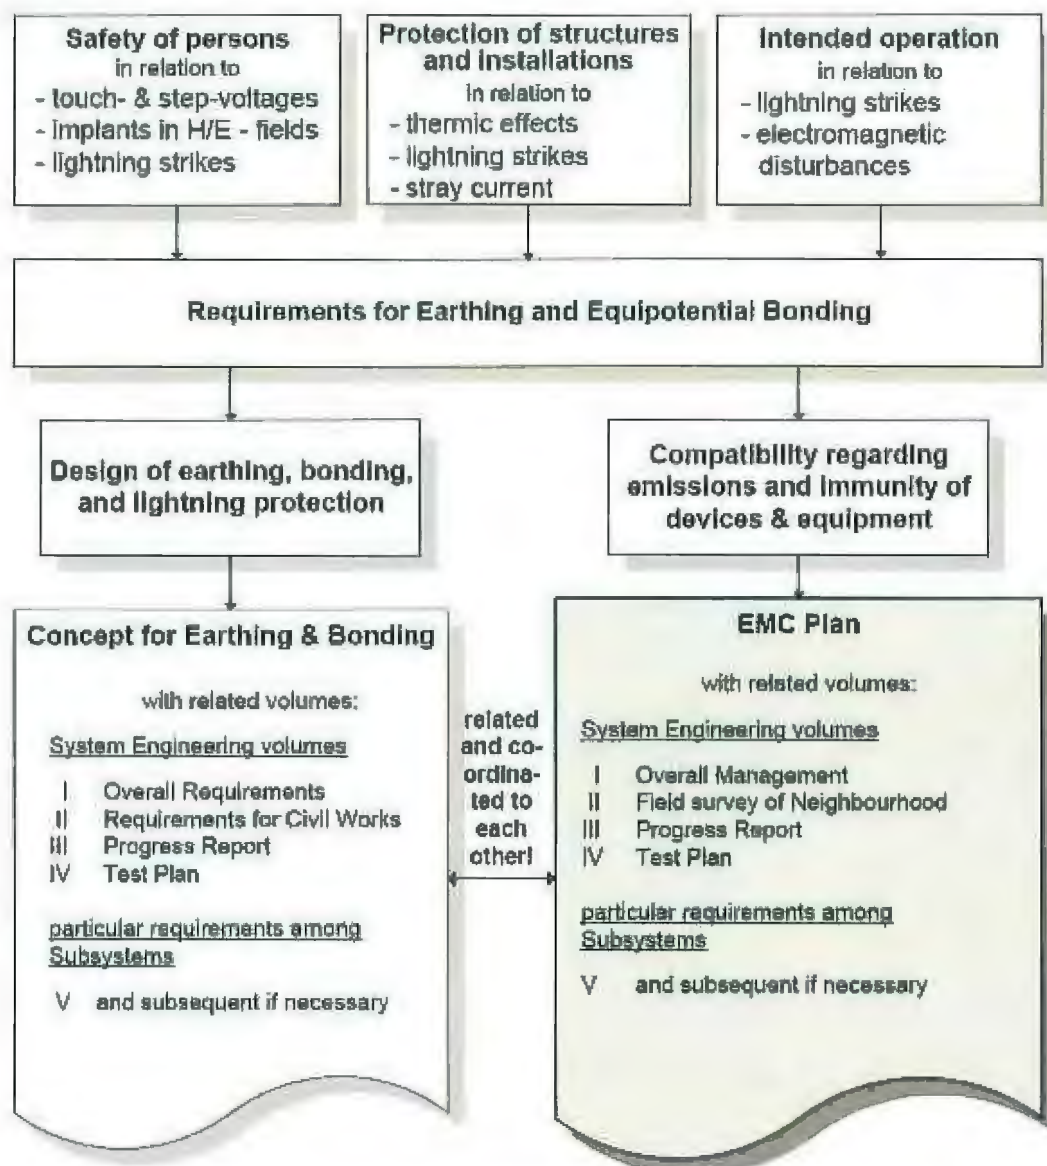 Safety of persons
in relation to
- touch- & step-voltages
- implants in H/E - fields
- lightning strikes
Protection of structures
and installations
in relation to
- thermic effects
- lightning strikes
- stray current
Intended operation
in relation to
- lightning strikes
- electromagnetic
disturbances
Requirements for Earthing and Equipotential Bonding
Design of earthing, bonding,
and lightning protection
Compatibility regarding
emissions and immunity of
devices & equipment
Concept for Earthing & Bonding
with related volumes:
System Engineering volumes
I Overall Requirements
II Requirements for Civil Works
III Progress Report
IV Test Plan
particular requirements among
Subsystems
V and subsequent if necessary
related
and co-
ordina-
ted to
each
other!
EMC Plan
with related volumes:
System Engineering volumes
I Overall Management
II Field survey of Neighbourhood
III Progress Report
IV Test Plan
particular requirements among
Subsystems
V and subsequent if necessary